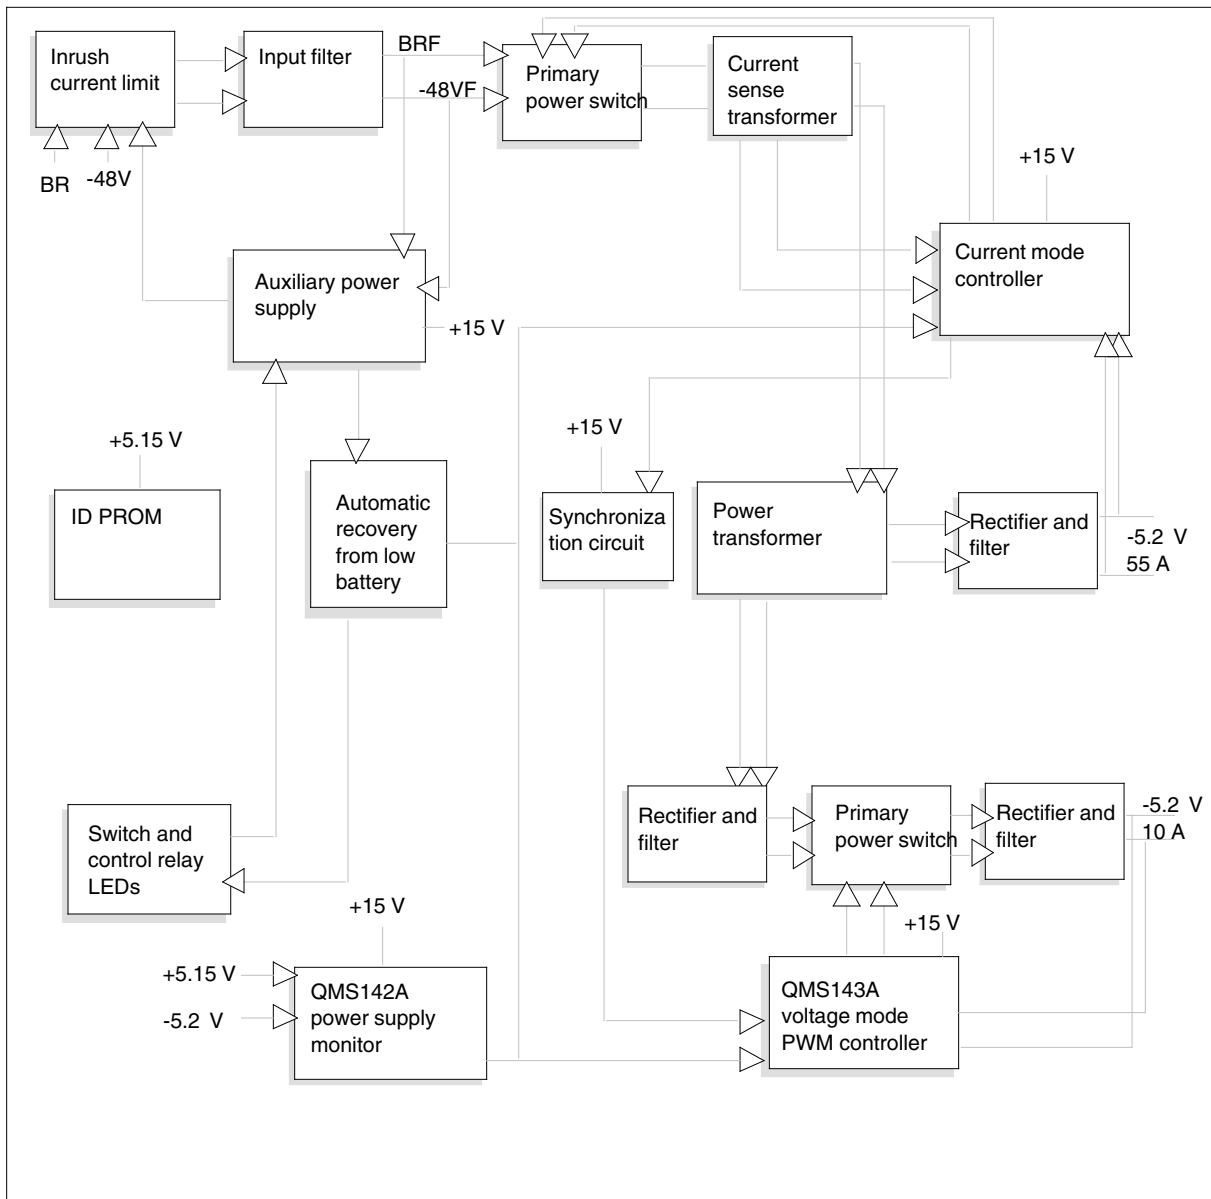 Inrush
current limit
Input filter
BRF
-48VF
Primary
power switch
Current
sense
transformer
+15 V
BR
-48V
Current mode
controller
Auxiliary power
supply
+15 V
+5.15 V
ID PROM
Automatic
recovery
from low
battery
+15 V
Synchroniza
tion circuit
Power
transformer
Rectifier and
filter
-5.2 V
55 A
Switch and
control relay
LEDs
Rectifier and
filter
Primary
power switch
Rectifier and
filter
-5.2 V
10 A
+15 V
+15 V
+5.15 V
-5.2 V
QMS142A
power supply
monitor
QMS143A
voltage mode
PWM controller